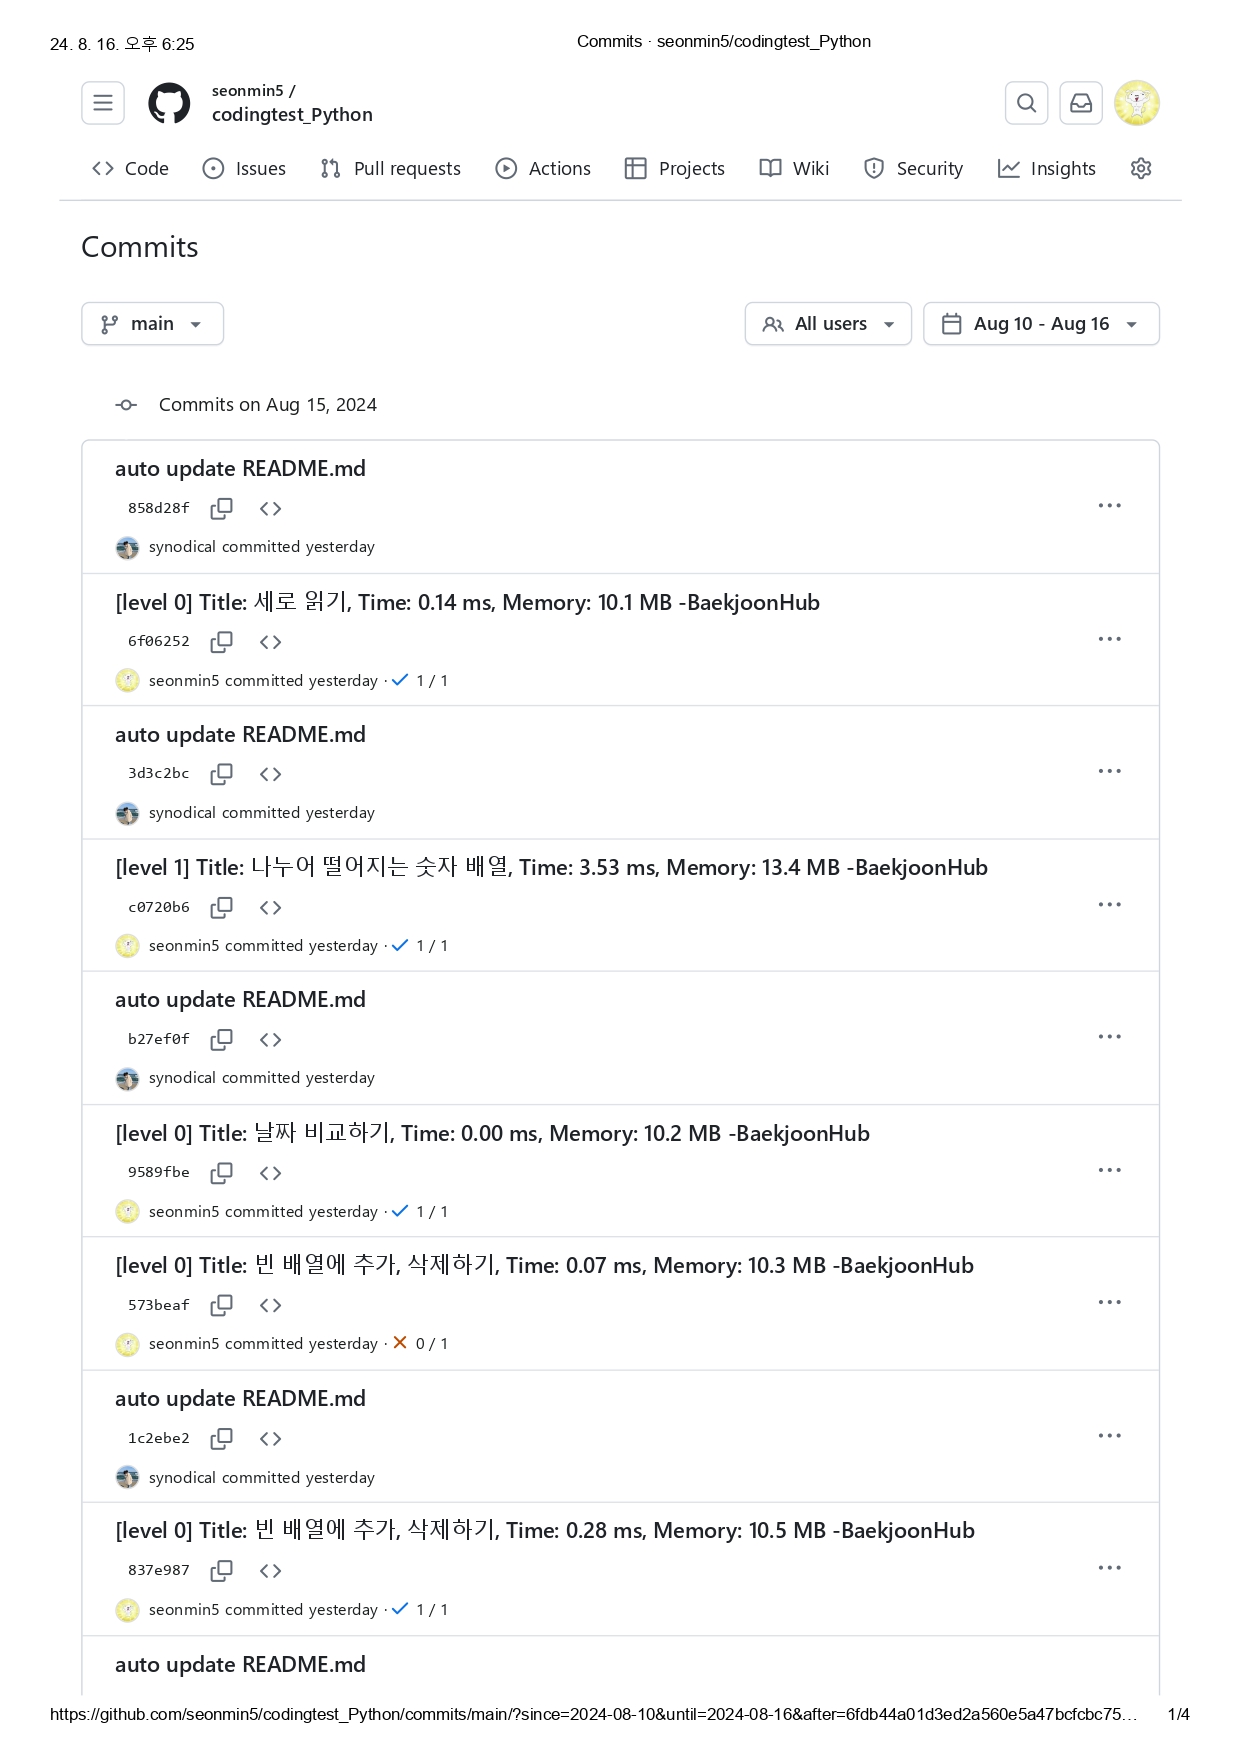 24. 8. 16. 오후 6:25
Commits · seonmin5/codingtest_Python
seonmin5 /
codingtest_Python
Code Issues Pull requests Actions Projects Wiki Security Insights
Commits
main All users Aug 10 - Aug 16
Commits on Aug 15, 2024
auto update README.md
858d28f
synodical committed yesterday
[level 0] Title: 세로 읽기, Time: 0.14 ms, Memory: 10.1 MB -BaekjoonHub
6f06252
seonmin5 committed yesterday · 1 / 1
auto update README.md
3d3c2bc
synodical committed yesterday
[level 1] Title: 나누어 떨어지는 숫자 배열, Time: 3.53 ms, Memory: 13.4 MB -BaekjoonHub
c0720b6
seonmin5 committed yesterday · 1 / 1
auto update README.md
b27ef0f
synodical committed yesterday
[level 0] Title: 날짜 비교하기, Time: 0.00 ms, Memory: 10.2 MB -BaekjoonHub
9589fbe
seonmin5 committed yesterday · 1 / 1
[level 0] Title: 빈 배열에 추가, 삭제하기, Time: 0.07 ms, Memory: 10.3 MB -BaekjoonHub
573beaf
seonmin5 committed yesterday · 0 / 1
auto update README.md
1c2ebe2
synodical committed yesterday
[level 0] Title: 빈 배열에 추가, 삭제하기, Time: 0.28 ms, Memory: 10.5 MB -BaekjoonHub
837e987
seonmin5 committed yesterday · 1 / 1
auto update README.md
https://github.com/seonmin5/codingtest_Python/commits/main/?since=2024-08-10&until=2024-08-16&after=6fdb44a01d3ed2a560e5a47bcfcbc75… 1/4